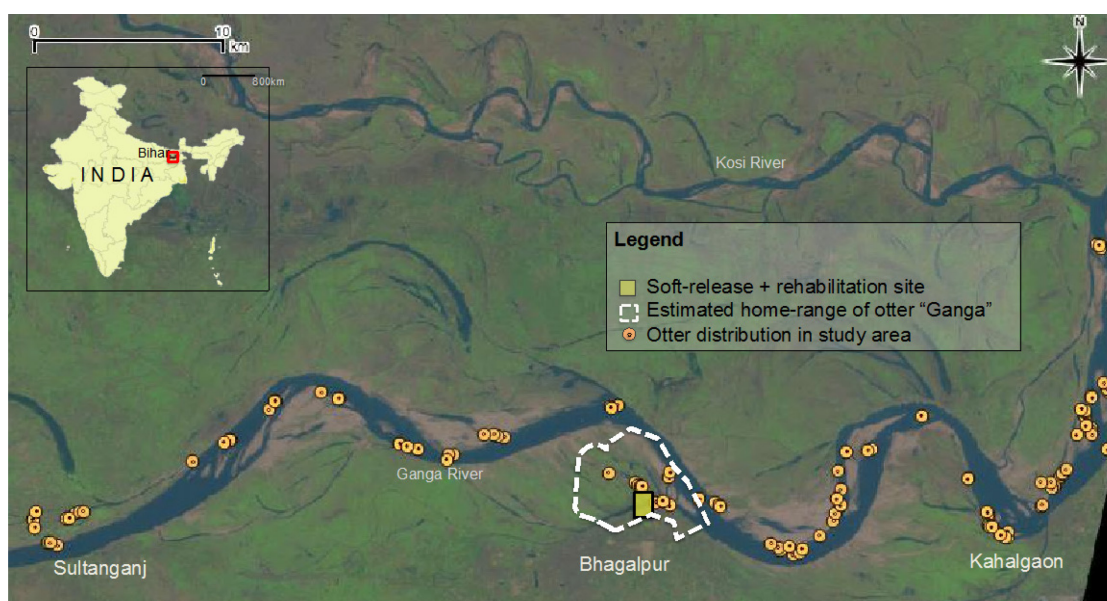 0 10
km
N
0 800km
Bihar
INDIA
Kosi River
Legend
Soft-release + rehabilitation site
Estimated home-range of otter “Ganga”
Otter distribution in study area
Ganga River
Sultanganj
Bhagalpur
Kahalgaon